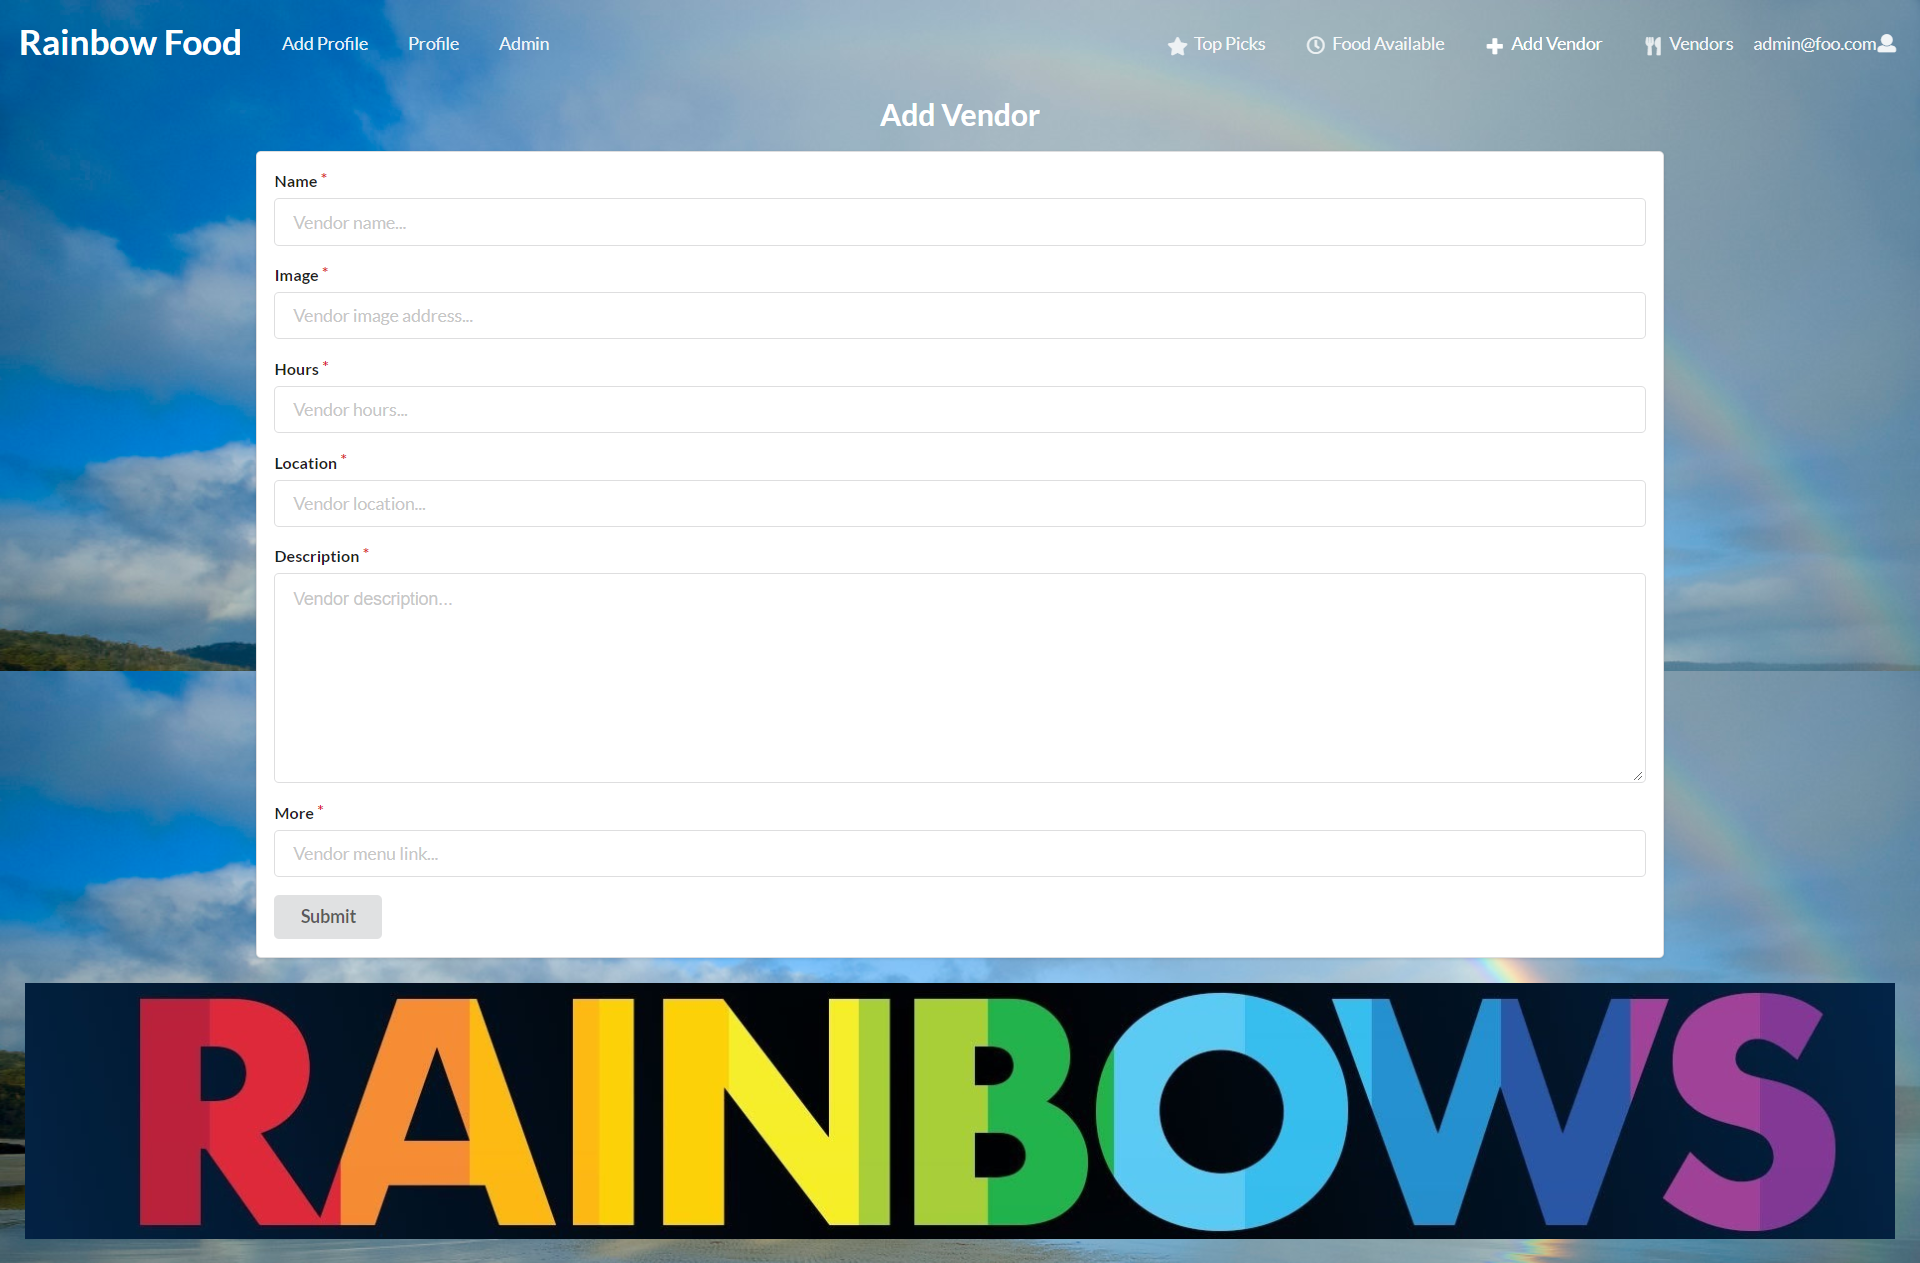 Rainbow Food Add Profile Profile Admin Top Picks Food Available Add Vendor Vendors admin@foo.com
Add Vendor
Name *
Vendor name...
Image *
Vendor image address...
Hours *
Vendor hours...
Location *
Vendor location...
Description *
Vendor description...
More *
Vendor menu link...
Submit
RAINBOWS